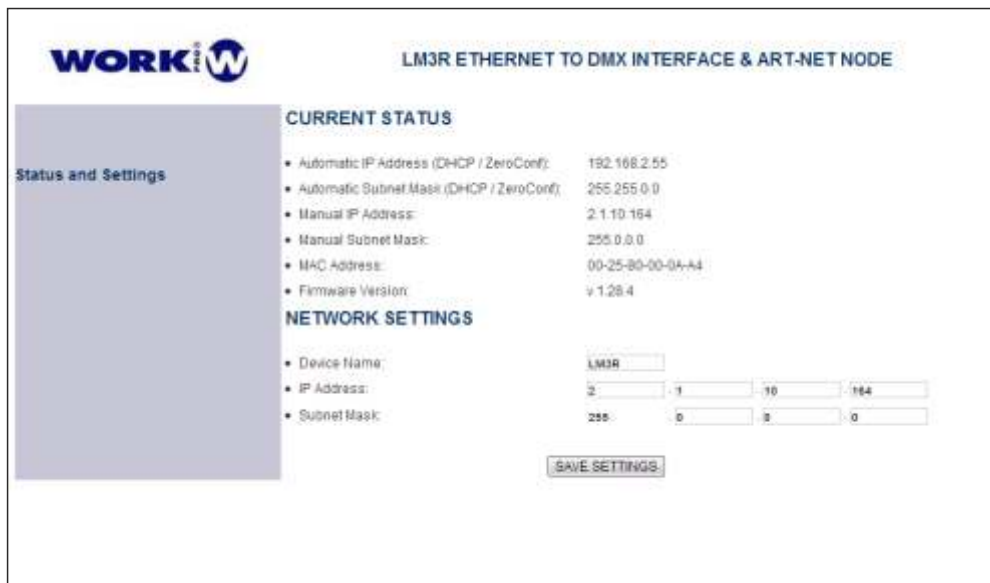 WORK PRO W
LM3R ETHERNET TO DMX INTERFACE & ART-NET NODE
Status and Settings
CURRENT STATUS
• Automatic IP Address (DHCP / ZeroConf): 192.168.2.55
• Automatic Subnet Mask (DHCP / ZeroConf): 255.255.0.0
• Manual IP Address: 2.1.10.164
• Manual Subnet Mask: 255.0.0.0
• MAC Address: 00-25-80-00-0A-A4
• Firmware Version: v 1.28.4
NETWORK SETTINGS
• Device Name: LM3R
• IP Address: 2 . 1 . 10 . 164
• Subnet Mask: 255 . 0 . 0 . 0
SAVE SETTINGS